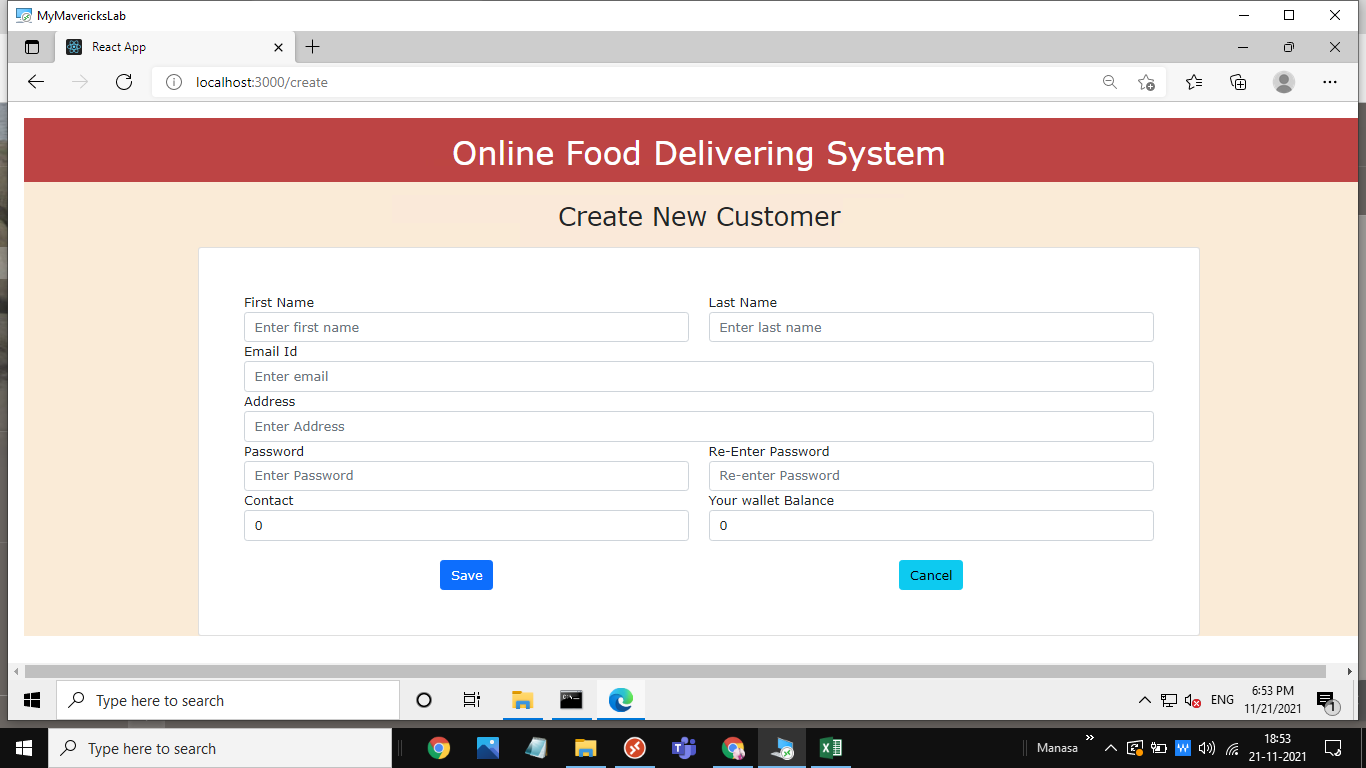 MyMavericksLab
React App
localhost:3000/create
Online Food Delivering System
Create New Customer
First Name Last Name
Enter first name Enter last name
Email Id
Enter email
Address
Enter Address
Password Re-Enter Password
Enter Password Re-enter Password
Contact Your wallet Balance
0 0
Save Cancel
Type here to search ENG 6:53 PM
11/21/2021 1
Type here to search Manasa W 18:53
21-11-2021